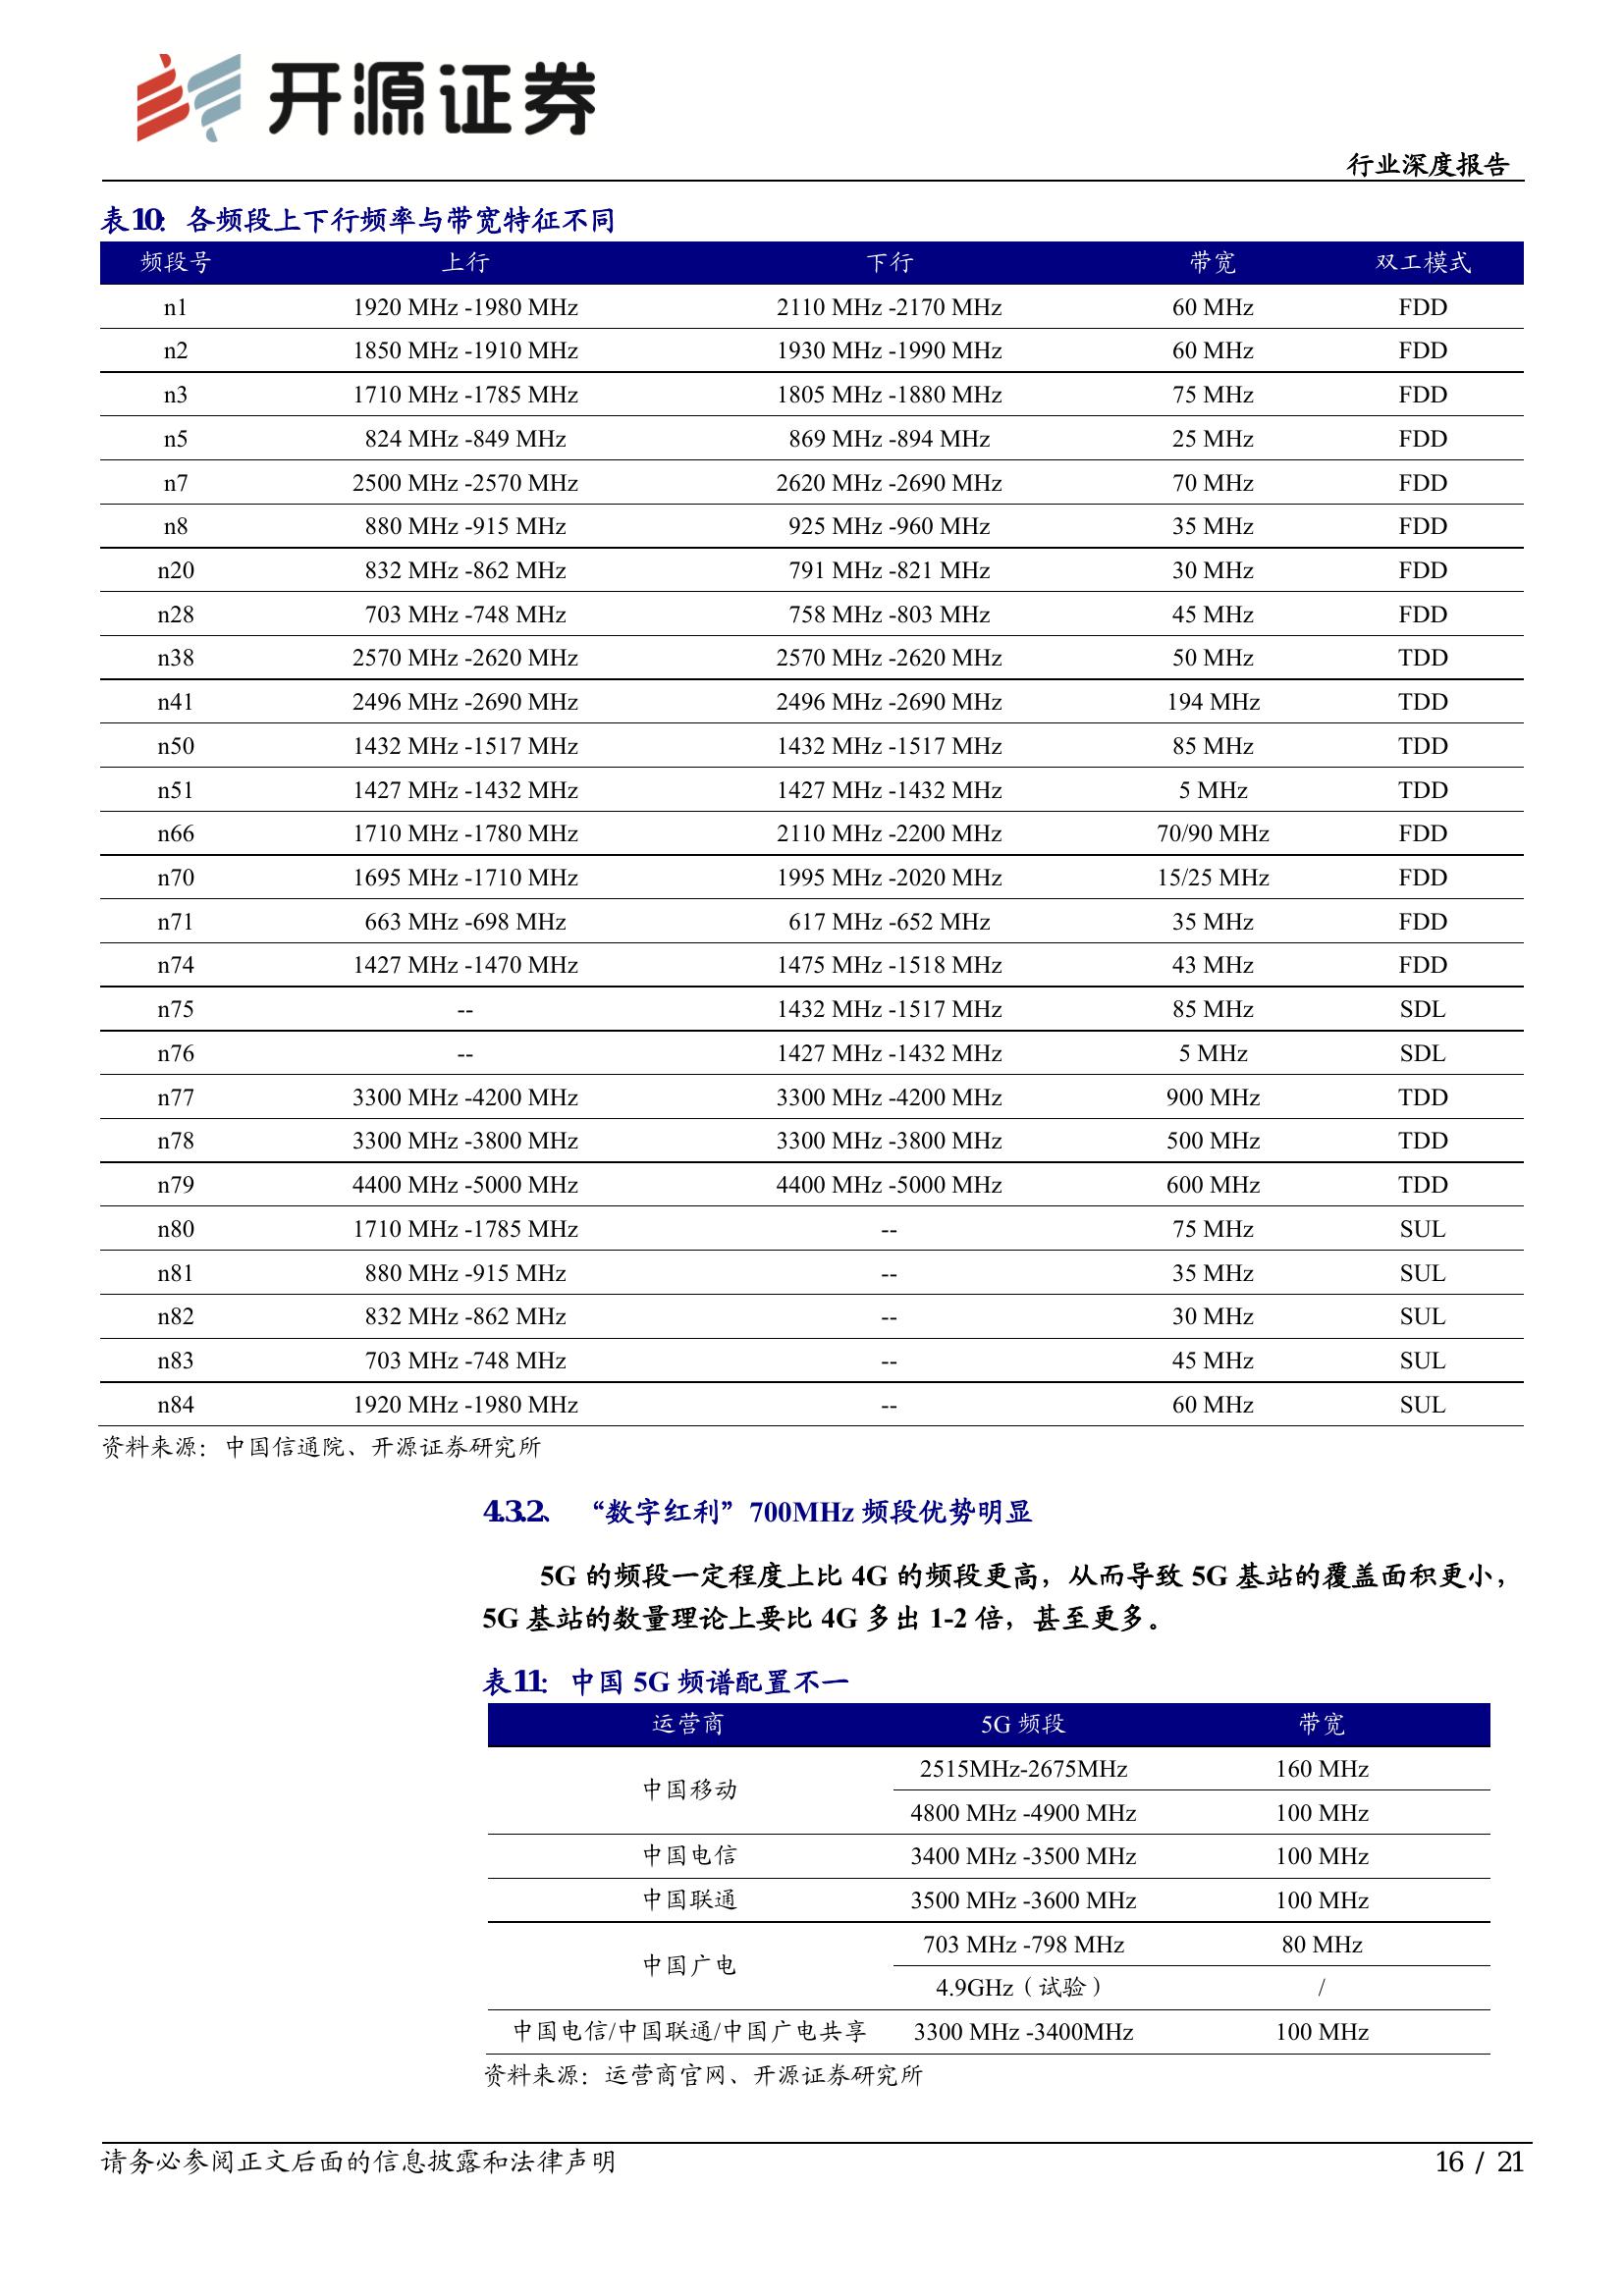 开源证券
行业深度报告
表10：各频段上下行频率与带宽特征不同
频段号 上行 下行 带宽 双工模式
n1 1920 MHz -1980 MHz 2110 MHz -2170 MHz 60 MHz FDD
n2 1850 MHz -1910 MHz 1930 MHz -1990 MHz 60 MHz FDD
n3 1710 MHz -1785 MHz 1805 MHz -1880 MHz 75 MHz FDD
n5 824 MHz -849 MHz 869 MHz -894 MHz 25 MHz FDD
n7 2500 MHz -2570 MHz 2620 MHz -2690 MHz 70 MHz FDD
n8 880 MHz -915 MHz 925 MHz -960 MHz 35 MHz FDD
n20 832 MHz -862 MHz 791 MHz -821 MHz 30 MHz FDD
n28 703 MHz -748 MHz 758 MHz -803 MHz 45 MHz FDD
n38 2570 MHz -2620 MHz 2570 MHz -2620 MHz 50 MHz TDD
n41 2496 MHz -2690 MHz 2496 MHz -2690 MHz 194 MHz TDD
n50 1432 MHz -1517 MHz 1432 MHz -1517 MHz 85 MHz TDD
n51 1427 MHz -1432 MHz 1427 MHz -1432 MHz 5 MHz TDD
n66 1710 MHz -1780 MHz 2110 MHz -2200 MHz 70/90 MHz FDD
n70 1695 MHz -1710 MHz 1995 MHz -2020 MHz 15/25 MHz FDD
n71 663 MHz -698 MHz 617 MHz -652 MHz 35 MHz FDD
n74 1427 MHz -1470 MHz 1475 MHz -1518 MHz 43 MHz FDD
n75 -- 1432 MHz -1517 MHz 85 MHz SDL
n76 -- 1427 MHz -1432 MHz 5 MHz SDL
n77 3300 MHz -4200 MHz 3300 MHz -4200 MHz 900 MHz TDD
n78 3300 MHz -3800 MHz 3300 MHz -3800 MHz 500 MHz TDD
n79 4400 MHz -5000 MHz 4400 MHz -5000 MHz 600 MHz TDD
n80 1710 MHz -1785 MHz -- 75 MHz SUL
n81 880 MHz -915 MHz -- 35 MHz SUL
n82 832 MHz -862 MHz -- 30 MHz SUL
n83 703 MHz -748 MHz -- 45 MHz SUL
n84 1920 MHz -1980 MHz -- 60 MHz SUL
资料来源：中国信通院、开源证券研究所
4.3.2、 “数字红利”700MHz 频段优势明显
5G 的频段一定程度上比 4G 的频段更高，从而导致 5G 基站的覆盖面积更小，
5G 基站的数量理论上要比 4G 多出 1-2 倍，甚至更多。
表11：中国 5G 频谱配置不一
运营商 5G 频段 带宽
中国移动 2515MHz-2675MHz 160 MHz
4800 MHz -4900 MHz 100 MHz
中国电信 3400 MHz -3500 MHz 100 MHz
中国联通 3500 MHz -3600 MHz 100 MHz
中国广电 703 MHz -798 MHz 80 MHz
4.9GHz（试验） /
中国电信/中国联通/中国广电共享 3300 MHz -3400MHz 100 MHz
资料来源：运营商官网、开源证券研究所
请务必参阅正文后面的信息披露和法律声明 16 / 21